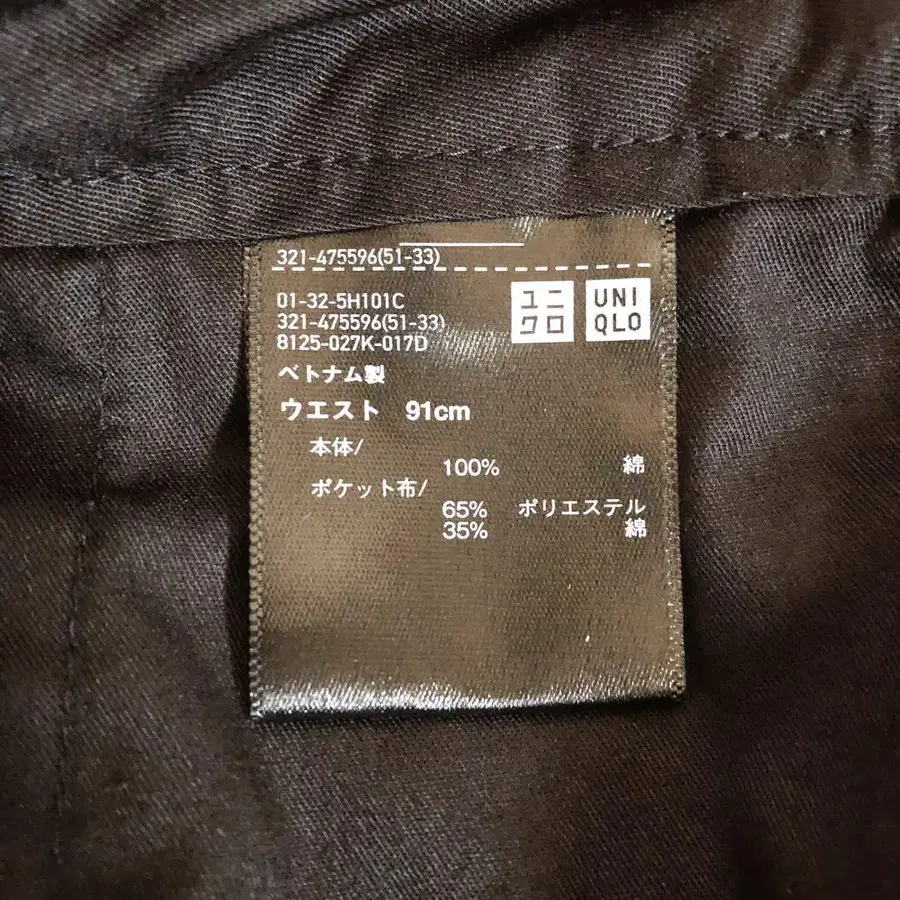 321-475596(51-33)
ユニ
クロ
UNI
QLO
01-32-5H101C
321-475596(51-33)
8125-027K-017D
ベトナム製
ウエスト 91cm
本体/
100% 綿
ポケット布/
65% ポリエステル
35% 綿